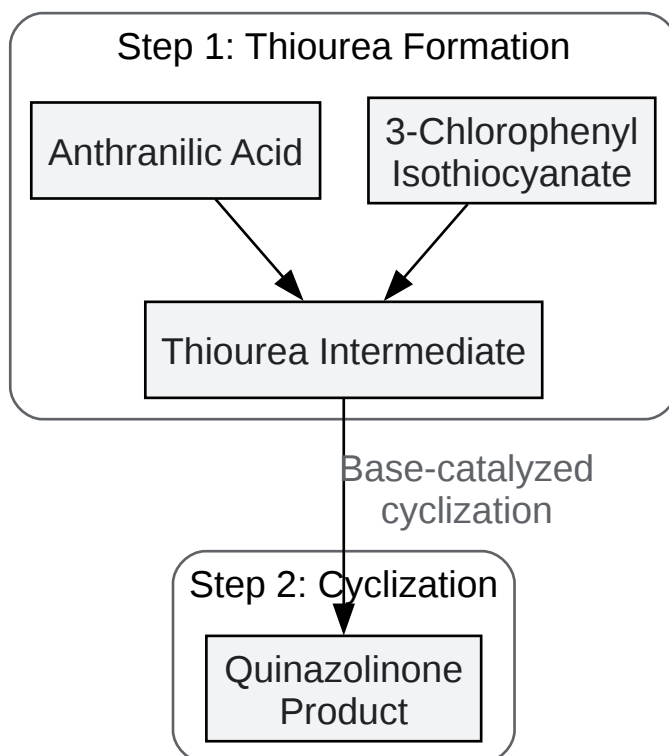 Step 1: Thiourea Formation
Anthranilic Acid
3-Chlorophenyl
Isothiocyanate
Thiourea Intermediate
Base-catalyzed
cyclization
Step 2: Cyclization
Quinazolinone
Product